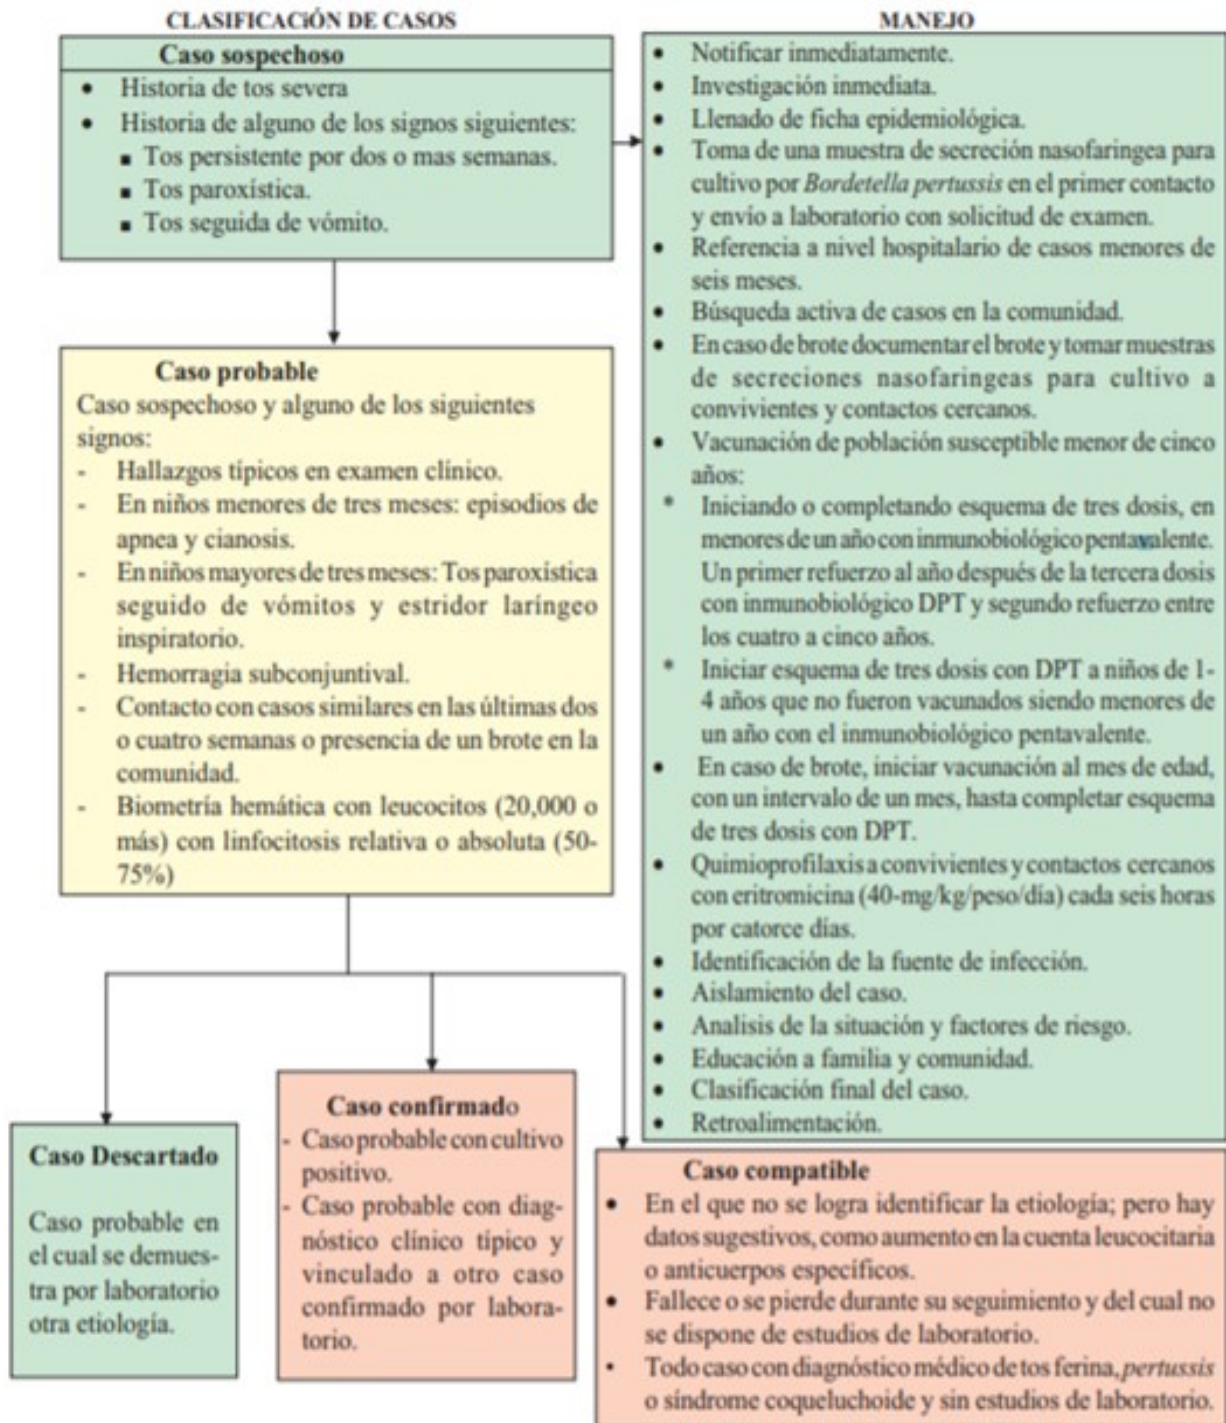 CLASIFICACIÓN DE CASOS
Caso sospechoso
• Historia de tos severa
• Historia de alguno de los signos siguientes:
▪ Tos persistente por dos o mas semanas.
▪ Tos paroxística.
▪ Tos seguida de vómito.
Caso probable
Caso sospechoso y alguno de los siguientes
signos:
- Hallazgos típicos en examen clínico.
- En niños menores de tres meses: episodios de
apnea y cianosis.
- En niños mayores de tres meses: Tos paroxística
seguido de vómitos y estridor laríngeo
inspiratorio.
- Hemorragia subconjuntival.
- Contacto con casos similares en las últimas dos
o cuatro semanas o presencia de un brote en la
comunidad.
- Biometría hemática con leucocitos (20,000 o
más) con linfocitosis relativa o absoluta (50-
75%)
MANEJO
• Notificar inmediatamente.
• Investigación inmediata.
• Llenado de ficha epidemiológica.
• Toma de una muestra de secreción nasofaringea para
cultivo por Bordetella pertussis en el primer contacto
y envío a laboratorio con solicitud de examen.
• Referencia a nivel hospitalario de casos menores de
seis meses.
• Búsqueda activa de casos en la comunidad.
• En caso de brote documentar el brote y tomar muestras
de secreciones nasofaringeas para cultivo a
convivientes y contactos cercanos.
• Vacunación de población susceptible menor de cinco
años:
* Iniciando o completando esquema de tres dosis, en
menores de un año con inmunobiológico pentavalente.
Un primer refuerzo al año después de la tercera dosis
con inmunobiológico DPT y segundo refuerzo entre
los cuatro a cinco años.
* Iniciar esquema de tres dosis con DPT a niños de 1-
4 años que no fueron vacunados siendo menores de
un año con el inmunobiológico pentavalente.
• En caso de brote, iniciar vacunación al mes de edad,
con un intervalo de un mes, hasta completar esquema
de tres dosis con DPT.
• Quimioprofilaxis a convivientes y contactos cercanos
con eritromicina (40-mg/kg/peso/día) cada seis horas
por catorce días.
• Identificación de la fuente de infección.
• Aislamiento del caso.
• Analisis de la situación y factores de riesgo.
• Educación a familia y comunidad.
• Clasificación final del caso.
• Retroalimentación.
Caso Descartado
Caso probable en
el cual se demues-
tra por laboratorio
otra etiología.
Caso confirmado
- Caso probable con cultivo
positivo.
- Caso probable con diag-
nóstico clínico típico y
vinculado a otro caso
confirmado por labora-
torio.
Caso compatible
• En el que no se logra identificar la etiología; pero hay
datos sugestivos, como aumento en la cuenta leucocitaria
o anticuerpos específicos.
• Fallece o se pierde durante su seguimiento y del cual no
se dispone de estudios de laboratorio.
• Todo caso con diagnóstico médico de tos ferina, pertussis
o síndrome coqueluchoide y sin estudios de laboratorio.